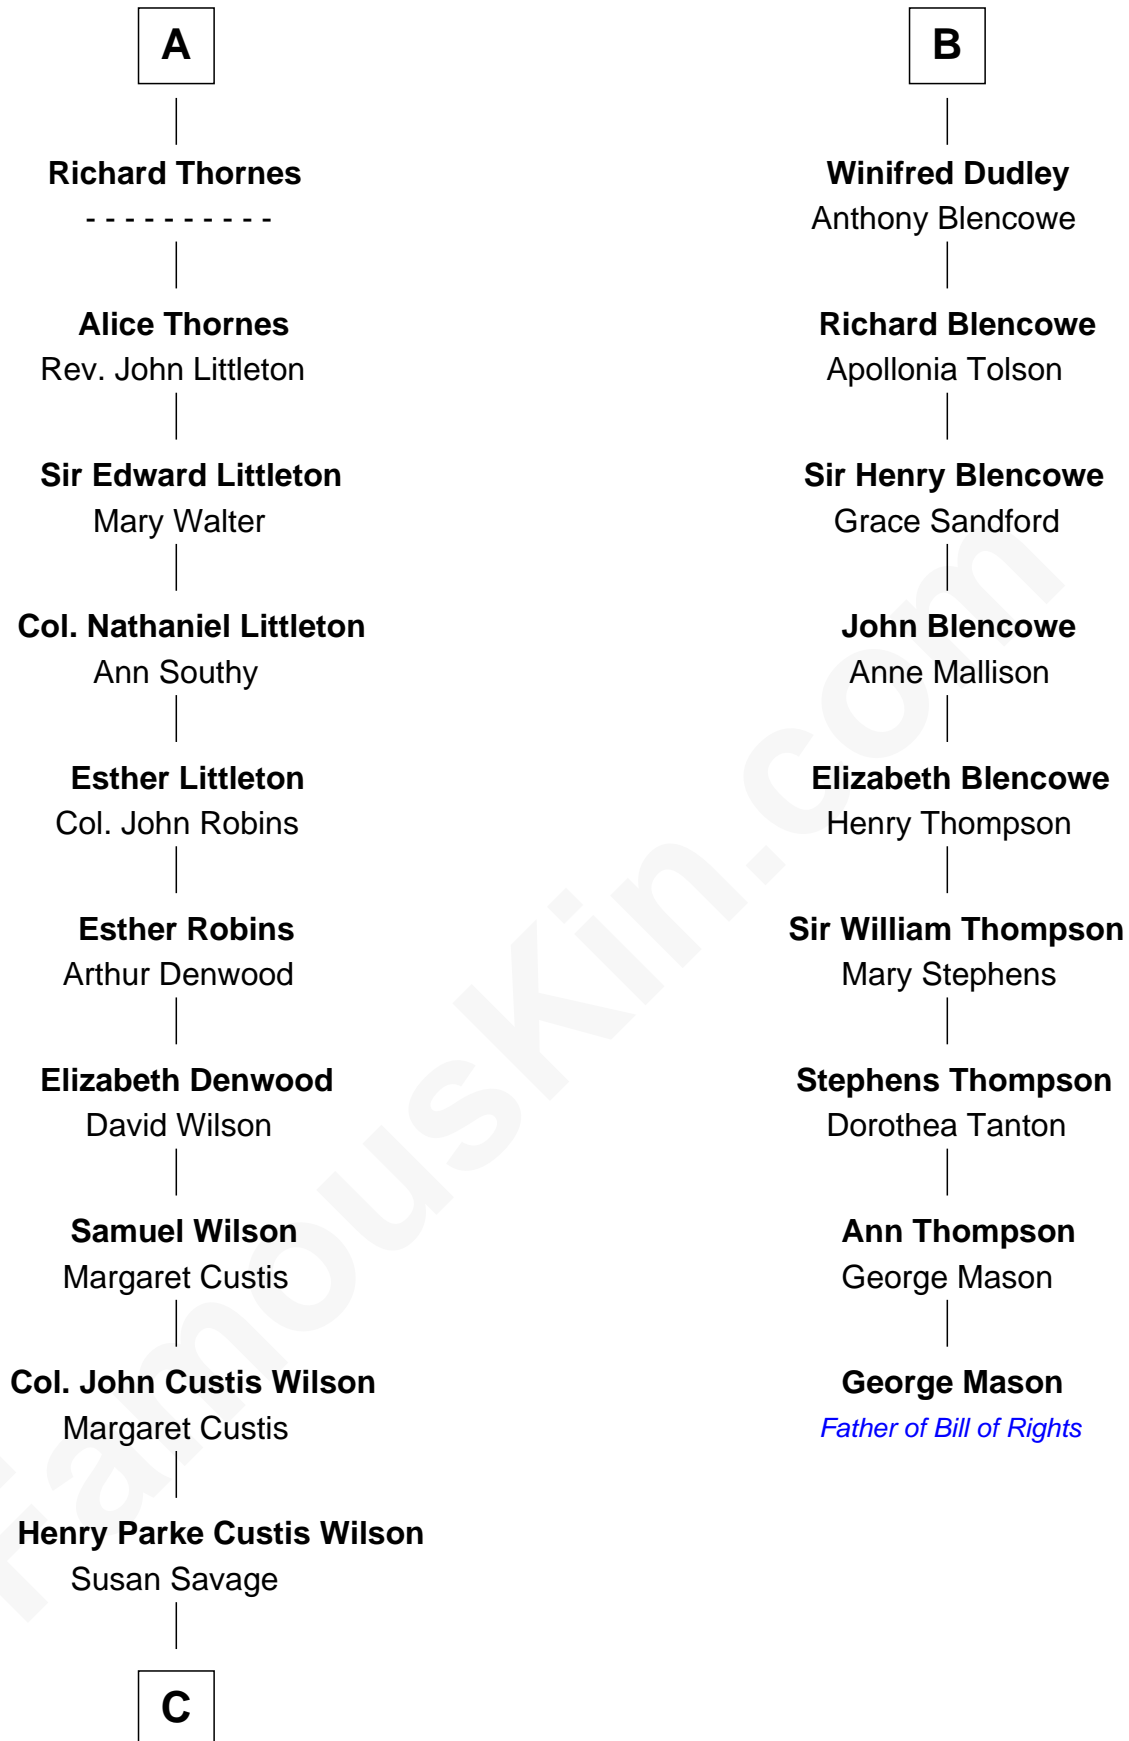 A
Richard Thornes
- - - - - - - - - -
Alice Thornes
Rev. John Littleton
Sir Edward Littleton
Mary Walter
Col. Nathaniel Littleton
Ann Southy
Esther Littleton
Col. John Robins
Esther Robins
Arthur Denwood
Elizabeth Denwood
David Wilson
Samuel Wilson
Margaret Custis
Col. John Custis Wilson
Margaret Custis
Henry Parke Custis Wilson
Susan Savage
C
B
Winifred Dudley
Anthony Blencowe
Richard Blencowe
Apollonia Tolson
Sir Henry Blencowe
Grace Sandford
John Blencowe
Anne Mallison
Elizabeth Blencowe
Henry Thompson
Sir William Thompson
Mary Stephens
Stephens Thompson
Dorothea Tanton
Ann Thompson
George Mason
George Mason
Father of Bill of Rights
FamousKin.com